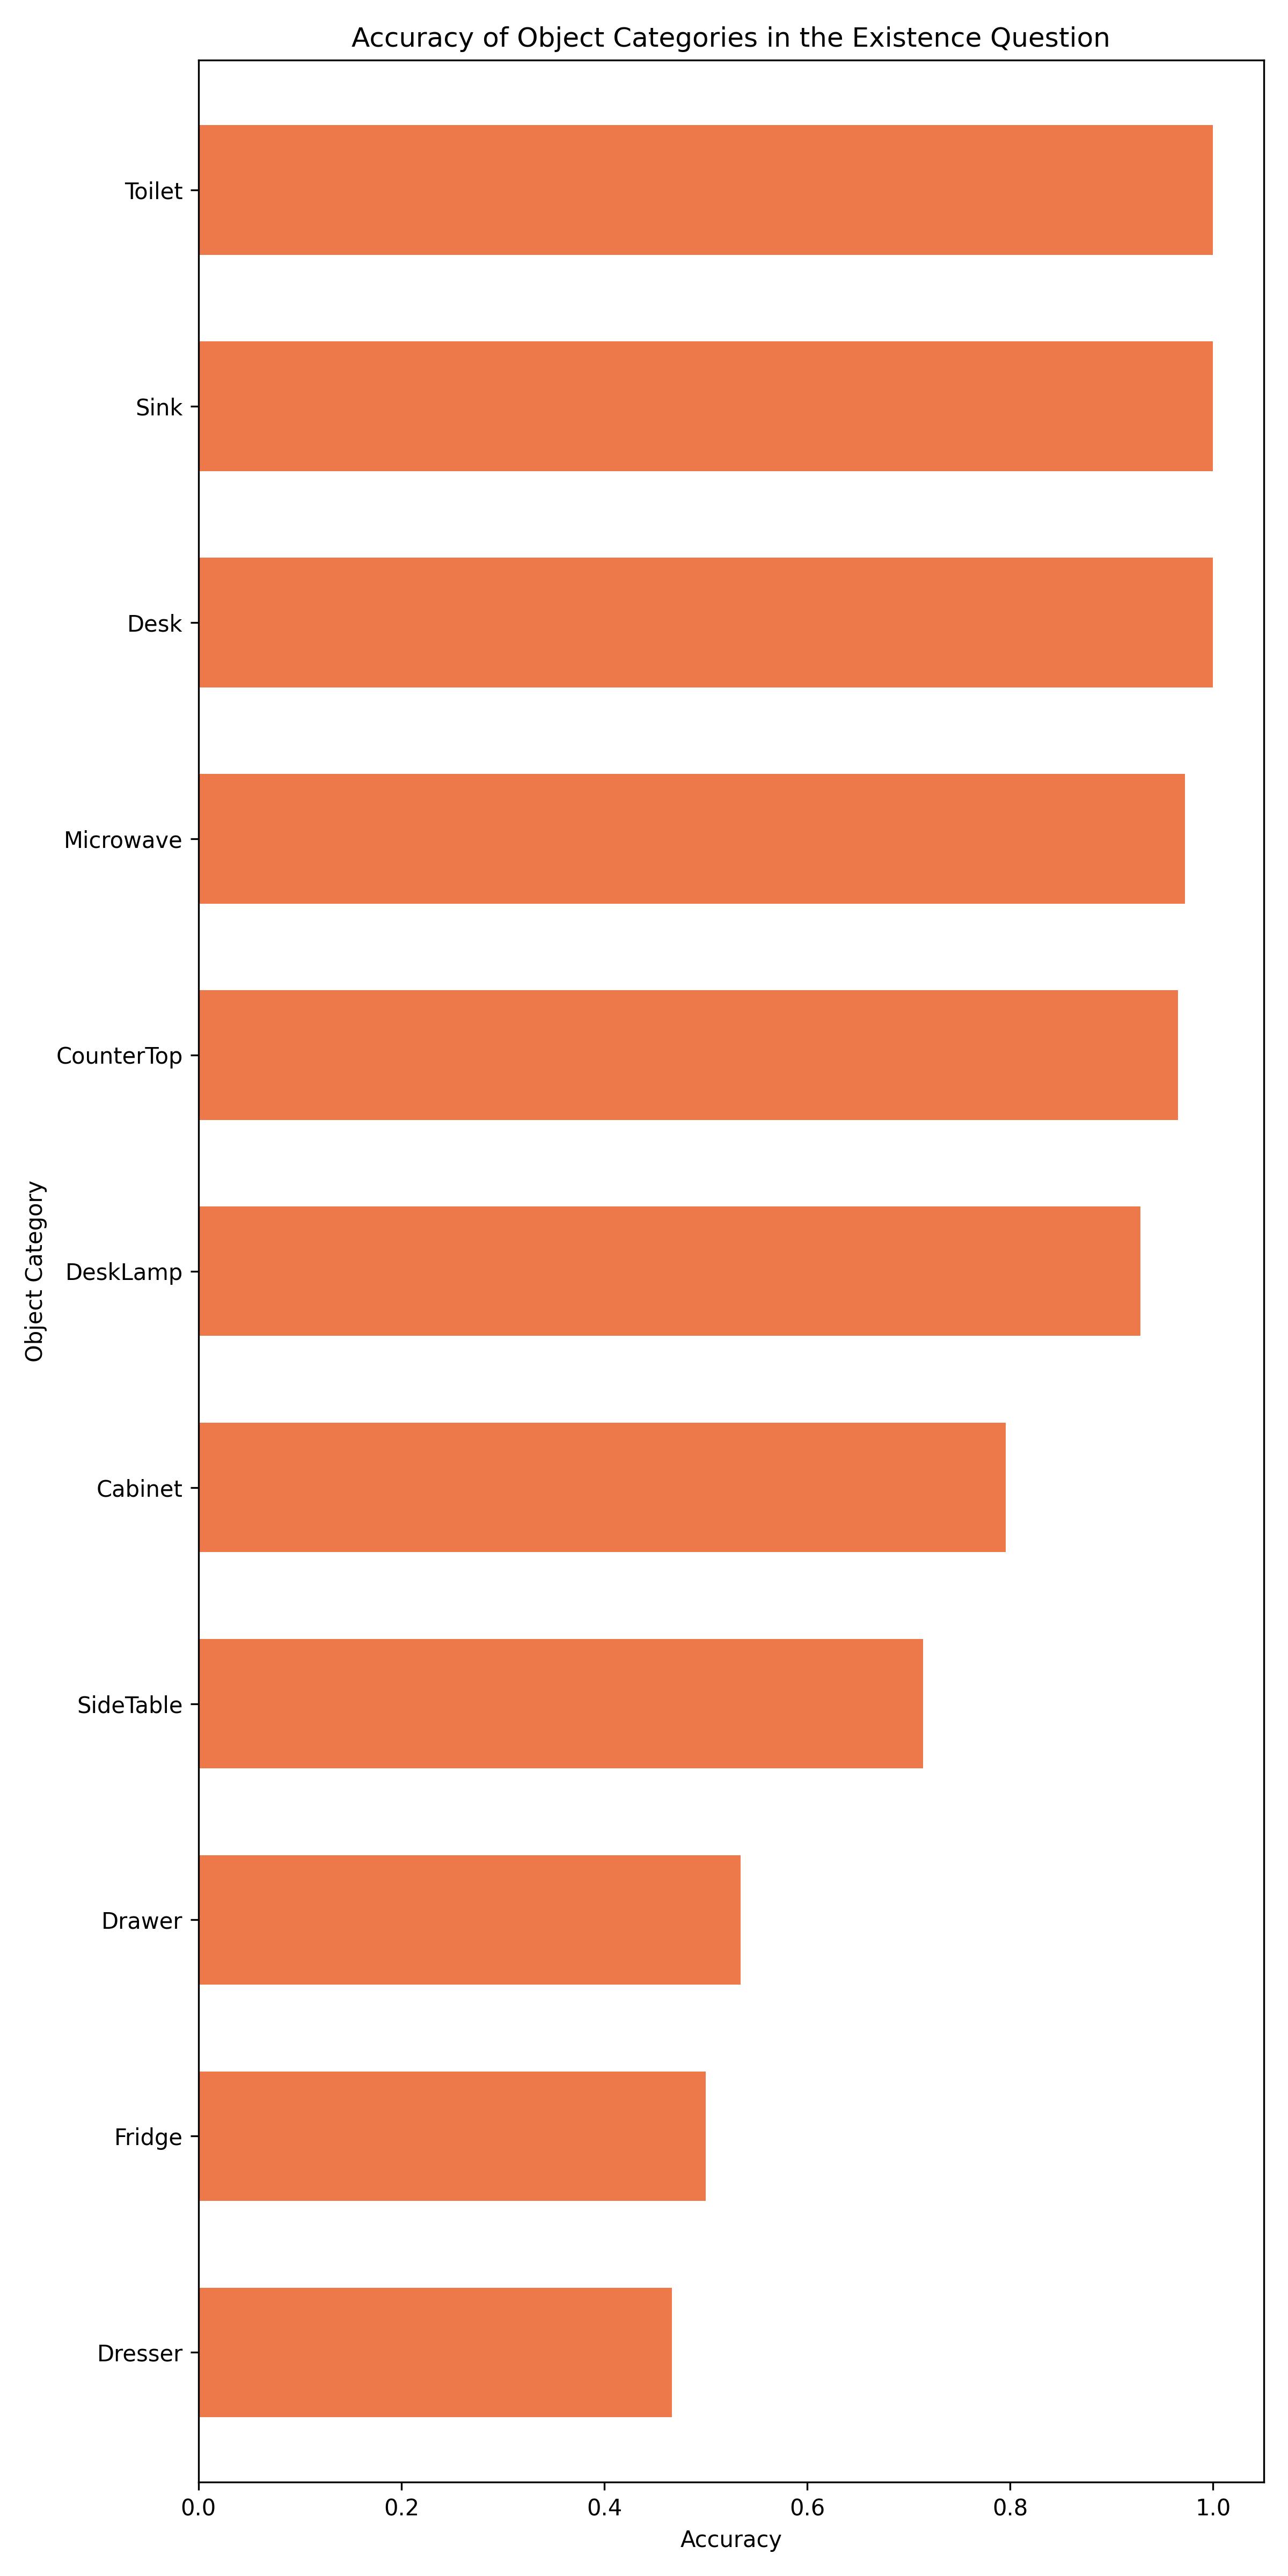 Accuracy of Object Categories in the Existence Question
Toilet
Sink
Desk
Microwave
CounterTop
DeskLamp
Cabinet
SideTable
Drawer
Fridge
Dresser
Object Category
0.0 0.2 0.4 0.6 0.8 1.0
Accuracy